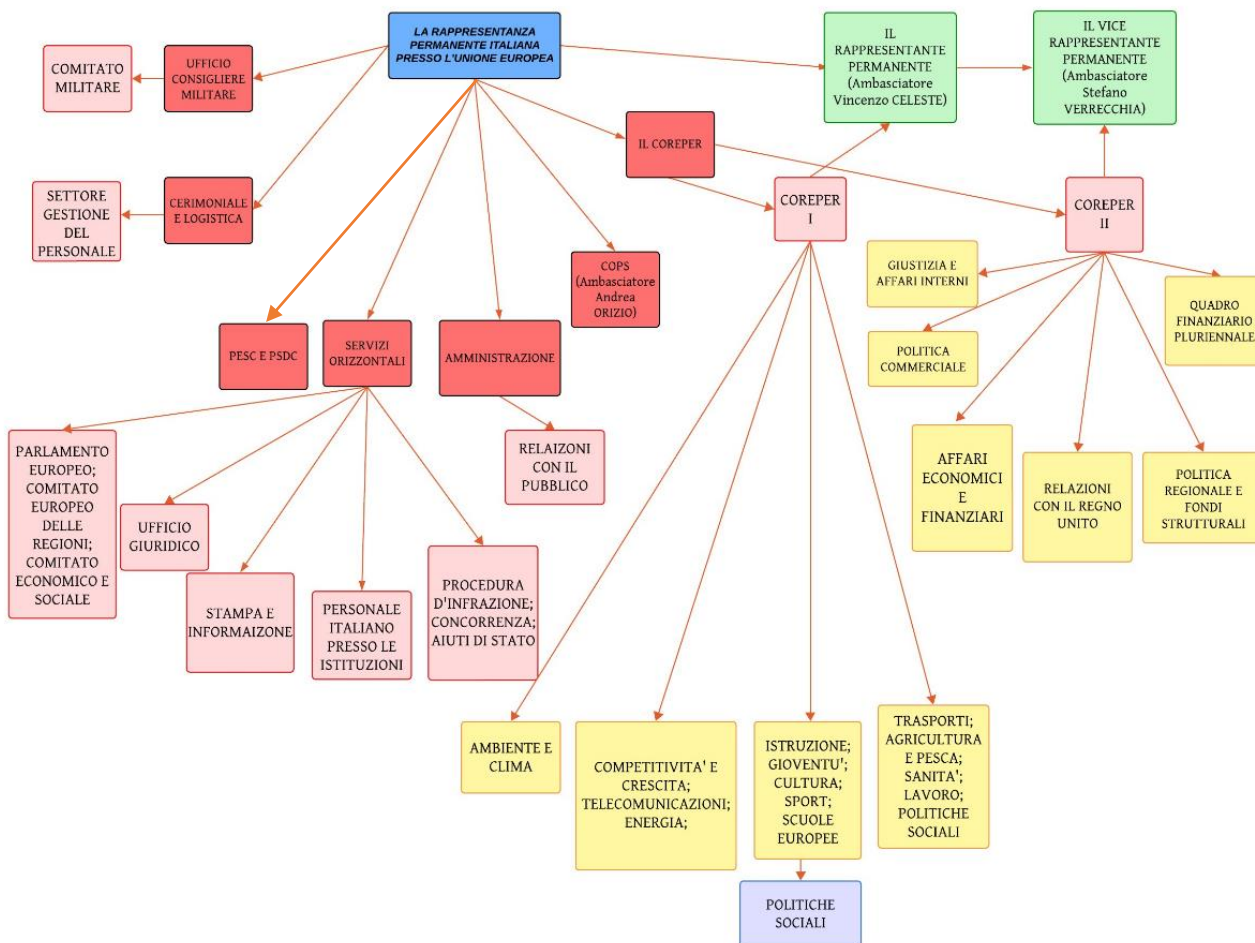 LA RAPPRESENTANZA
PERMANENTE ITALIANA
PRESSO L'UNIONE EUROPEA
IL
RAPPRESENTANTE
PERMANENTE
(Ambasciatore
Vincenzo CELESTE)
IL VICE
RAPPRESENTANTE
PERMANENTE
(Ambasciatore
Stefano
VERRECCHIA)
COMITATO
MILITARE
UFFICIO
CONSIGLIERE
MILITARE
IL COREPER
SETTORE
GESTIONE
DEL
PERSONALE
CERIMONIALE
E LOGISTICA
COREPER
I
COREPER
II
COPS
(Ambasciatore
Andrea
ORIZIO)
GIUSTIZIA E
AFFARI INTERNI
QUADRO
FINANZIARIO
PLURIENNALE
PESC E PSDC
SERVIZI
ORIZZONTALI
AMMINISTRAZIONE
POLITICA
COMMERCIALE
PARLAMENTO
EUROPEO;
COMITATO
EUROPEO
DELLE
REGIONI;
COMITATO
ECONOMICO E
SOCIALE
UFFICIO
GIURIDICO
STAMPA E
INFORMAIZONE
PERSONALE
ITALIANO
PRESSO LE
ISTITUZIONI
PROCEDURA
D'INFRAZIONE;
CONCORRENZA;
AIUTI DI STATO
RELAIZONI
CON IL
PUBBLICO
AFFARI
ECONOMICI
E
FINANZIARI
RELAZIONI
CON IL REGNO
UNITO
POLITICA
REGIONALE E
FONDI
STRUTTURALI
AMBIENTE E
CLIMA
COMPETITIVITA' E
CRESCITA;
TELECOMUNICAZIONI;
ENERGIA;
ISTRUZIONE;
GIOVENTU';
CULTURA;
SPORT;
SCUOLE
EUROPEE
TRASPORTI;
AGRICULTURA
E PESCA;
SANITA';
LAVORO;
POLITICHE
SOCIALI
POLITICHE
SOCIALI